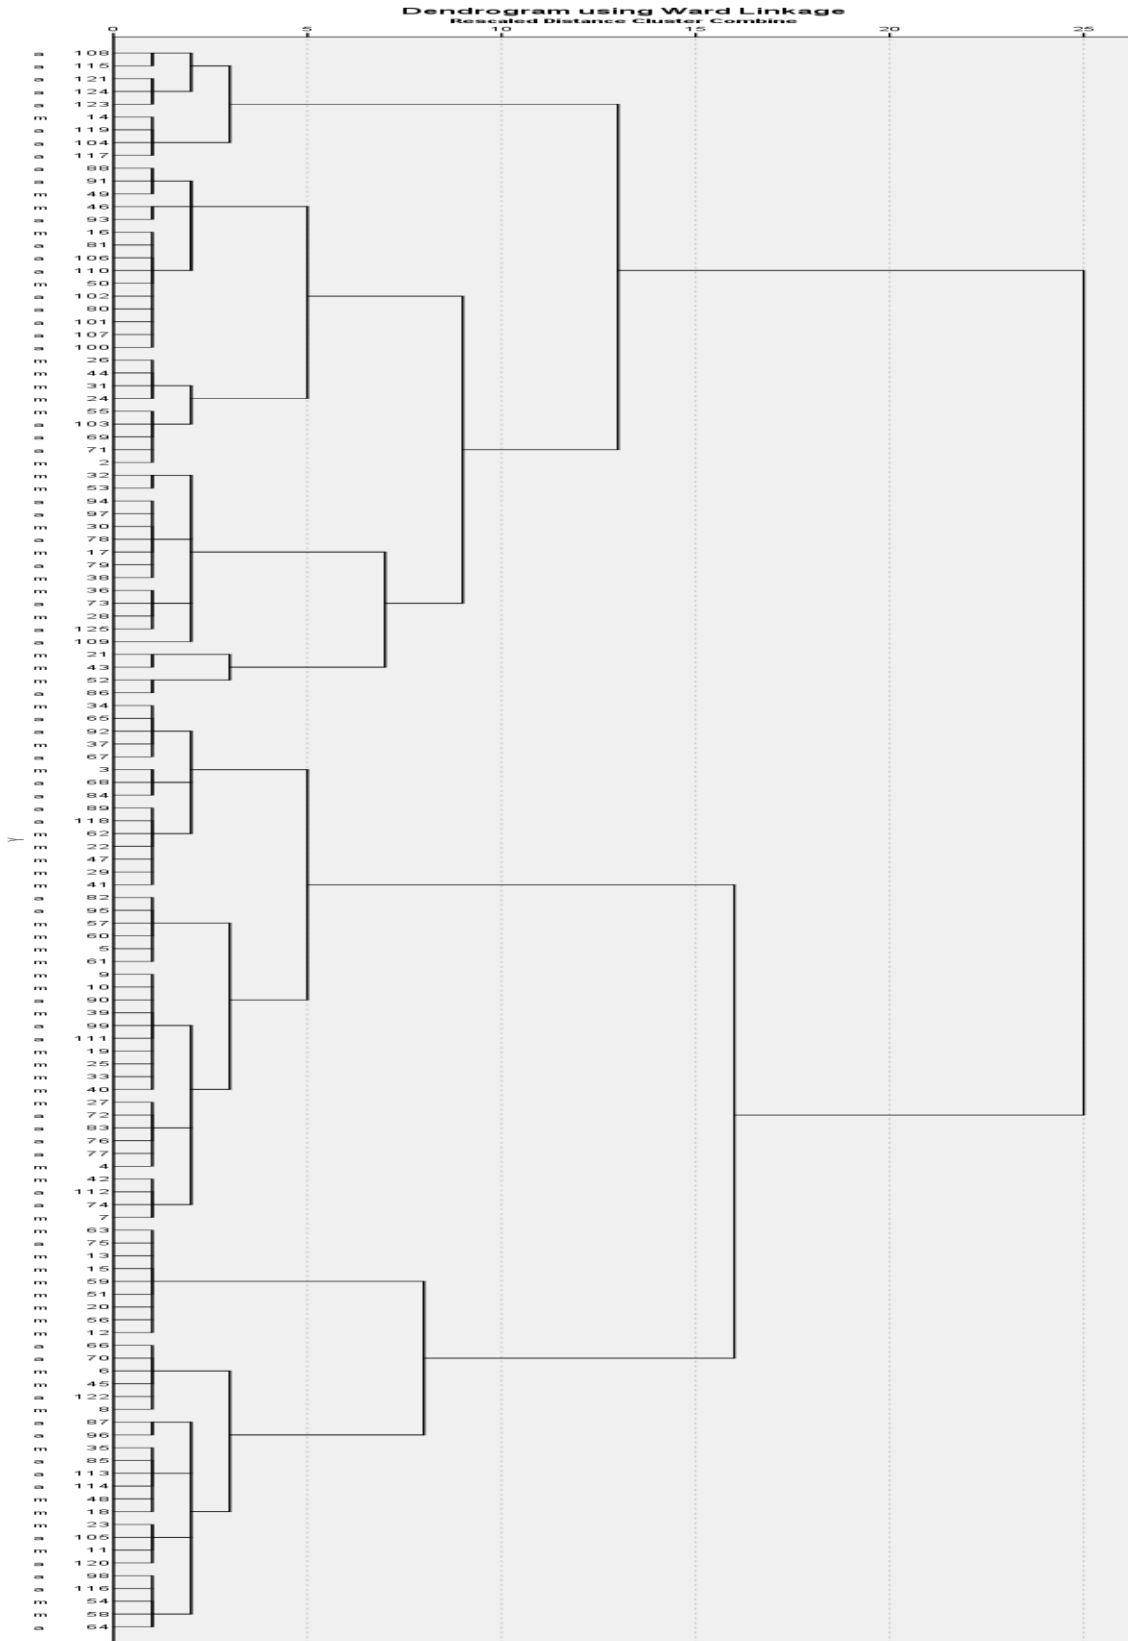 Dendrogram using Ward Linkage
Rescaled Distance Cluster Combine
0 5 10 15 20 25
a 108
a 115
a 121
a 124
a 123
m 14
a 119
a 104
a 117
a 88
a 91
m 49
m 46
a 93
m 16
a 81
a 106
a 110
m 50
a 102
a 80
a 101
a 107
a 100
m 26
m 44
m 31
m 24
m 55
a 103
a 69
a 71
m 2
m 32
m 53
a 94
a 97
m 30
a 78
m 17
a 79
m 38
m 36
a 73
m 28
a 125
a 109
m 21
m 43
m 52
a 86
m 34
a 65
a 92
m 37
a 67
m 3
a 68
a 84
a 89
a 118
m 62
m 22
m 47
m 29
m 41
a 82
a 95
m 57
m 60
m 5
m 61
m 9
m 10
a 90
m 39
a 99
a 111
m 19
m 25
m 33
m 40
m 27
a 72
a 83
a 76
a 77
m 4
m 42
a 112
a 74
m 7
m 63
a 75
m 13
m 15
m 59
m 51
m 20
m 56
m 12
a 66
a 70
m 6
m 45
a 122
m 8
a 87
a 96
m 35
a 85
a 113
a 114
m 48
m 18
m 23
a 105
m 11
a 120
a 98
a 116
m 54
m 58
a 64
Y